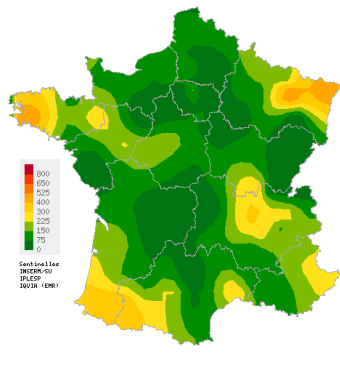 800
650
525
400
300
225
150
75
0
Sentinelles
INSERM/SU
IPLESP
IQVIA (EMR)